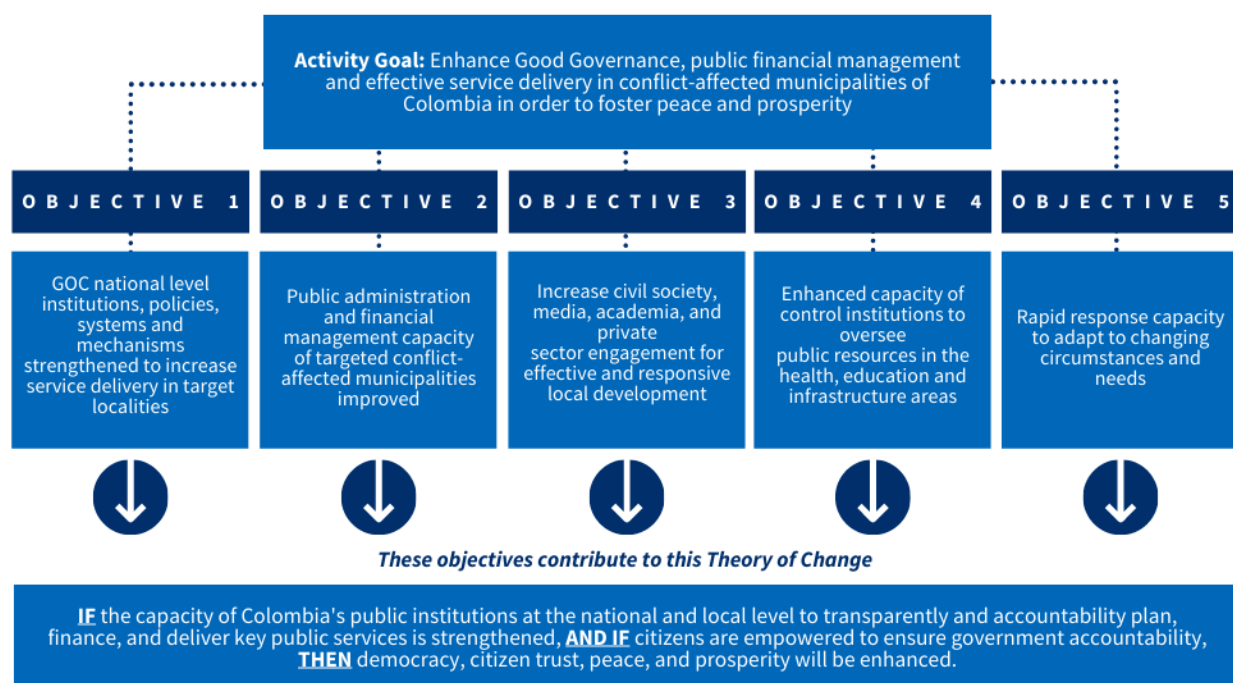 Activity Goal: Enhance Good Governance, public financial management
and effective service delivery in conflict-affected municipalities of
Colombia in order to foster peace and prosperity
OBJECTIVE 1
GOC national level
institutions, policies,
systems and
mechanisms
strengthened to increase
service delivery in target
localities
OBJECTIVE 2
Public administration
and financial
management capacity
of targeted conflict-
affected municipalities
improved
OBJECTIVE 3
Increase civil society,
media, academia, and
private
sector engagement for
effective and responsive
local development
OBJECTIVE 4
Enhanced capacity of
control institutions to
oversee
public resources in the
health, education and
infrastructure areas
OBJECTIVE 5
Rapid response capacity
to adapt to changing
circumstances and
needs
These objectives contribute to this Theory of Change
IF the capacity of Colombia's public institutions at the national and local level to transparently and accountability plan,
finance, and deliver key public services is strengthened, AND IF citizens are empowered to ensure government accountability,
THEN democracy, citizen trust, peace, and prosperity will be enhanced.